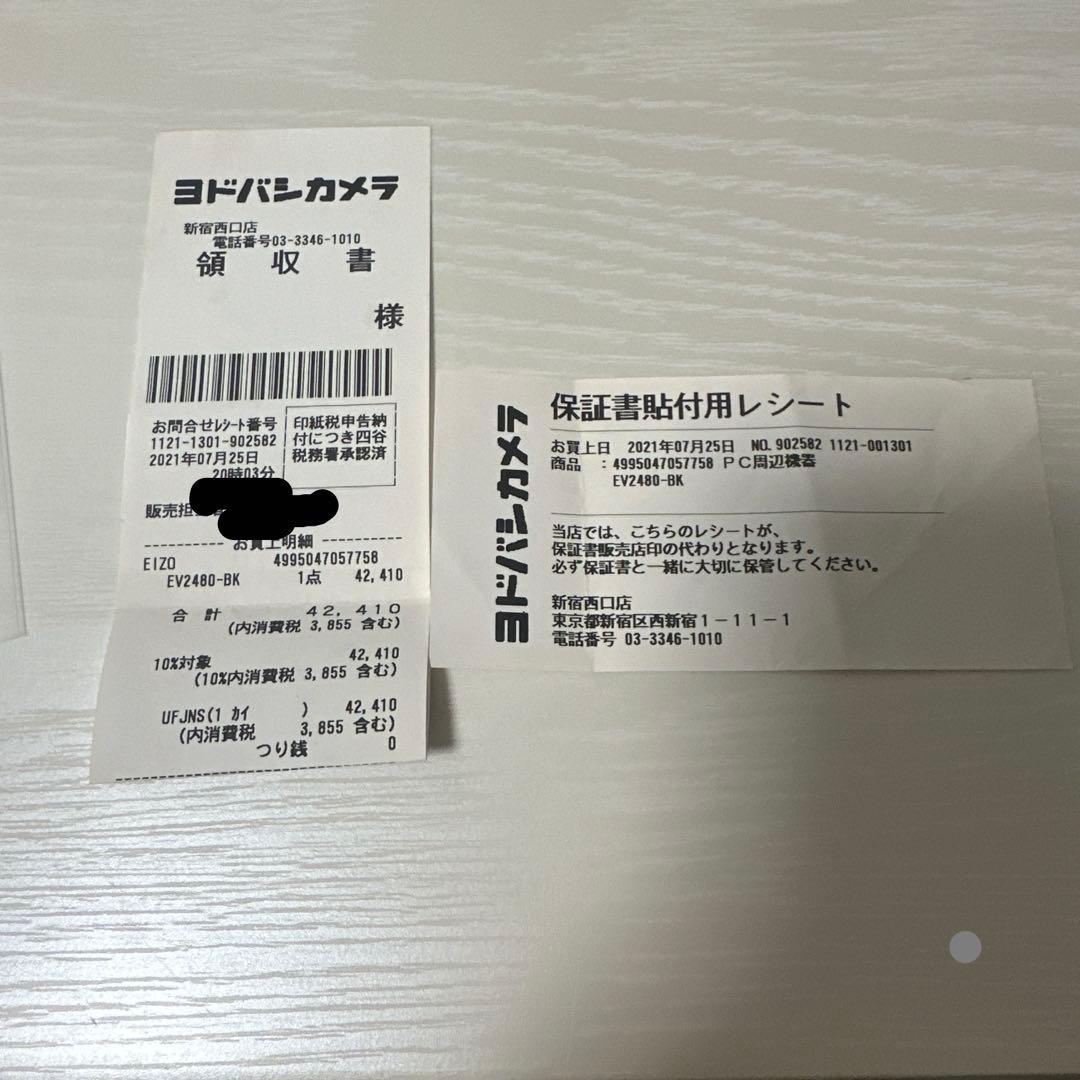 ヨドバシカメラ
新宿西口店
電話番号03-3346-1010
領 収 書
様
お問合せﾚｼｰﾄ番号
1121-1301-902582
2021年07月25日
20時03分
印紙税申告納
付につき四谷
税務署承認済
販売担
---------- お買上明細 ----------
EIZO 4995047057758
EV2480-BK 1点 42,410
合 計 42,410
(内消費税 3,855 含む)
10%対象 42,410
(10%内消費税 3,855 含む)
UFJNS(1 ｶｲ ) 42,410
(内消費税 3,855 含む)
つり銭 0
ヨドバシカメラ
保証書貼付用レシート
お買上日 2021年07月25日 NO. 902582 1121-001301
商品 : 4995047057758 PC周辺機器
EV2480-BK
当店では、こちらのレシートが、
保証書販売店印の代わりとなります。
必ず保証書と一緒に大切に保管してください。
新宿西口店
東京都新宿区西新宿1-11-1
電話番号 03-3346-1010